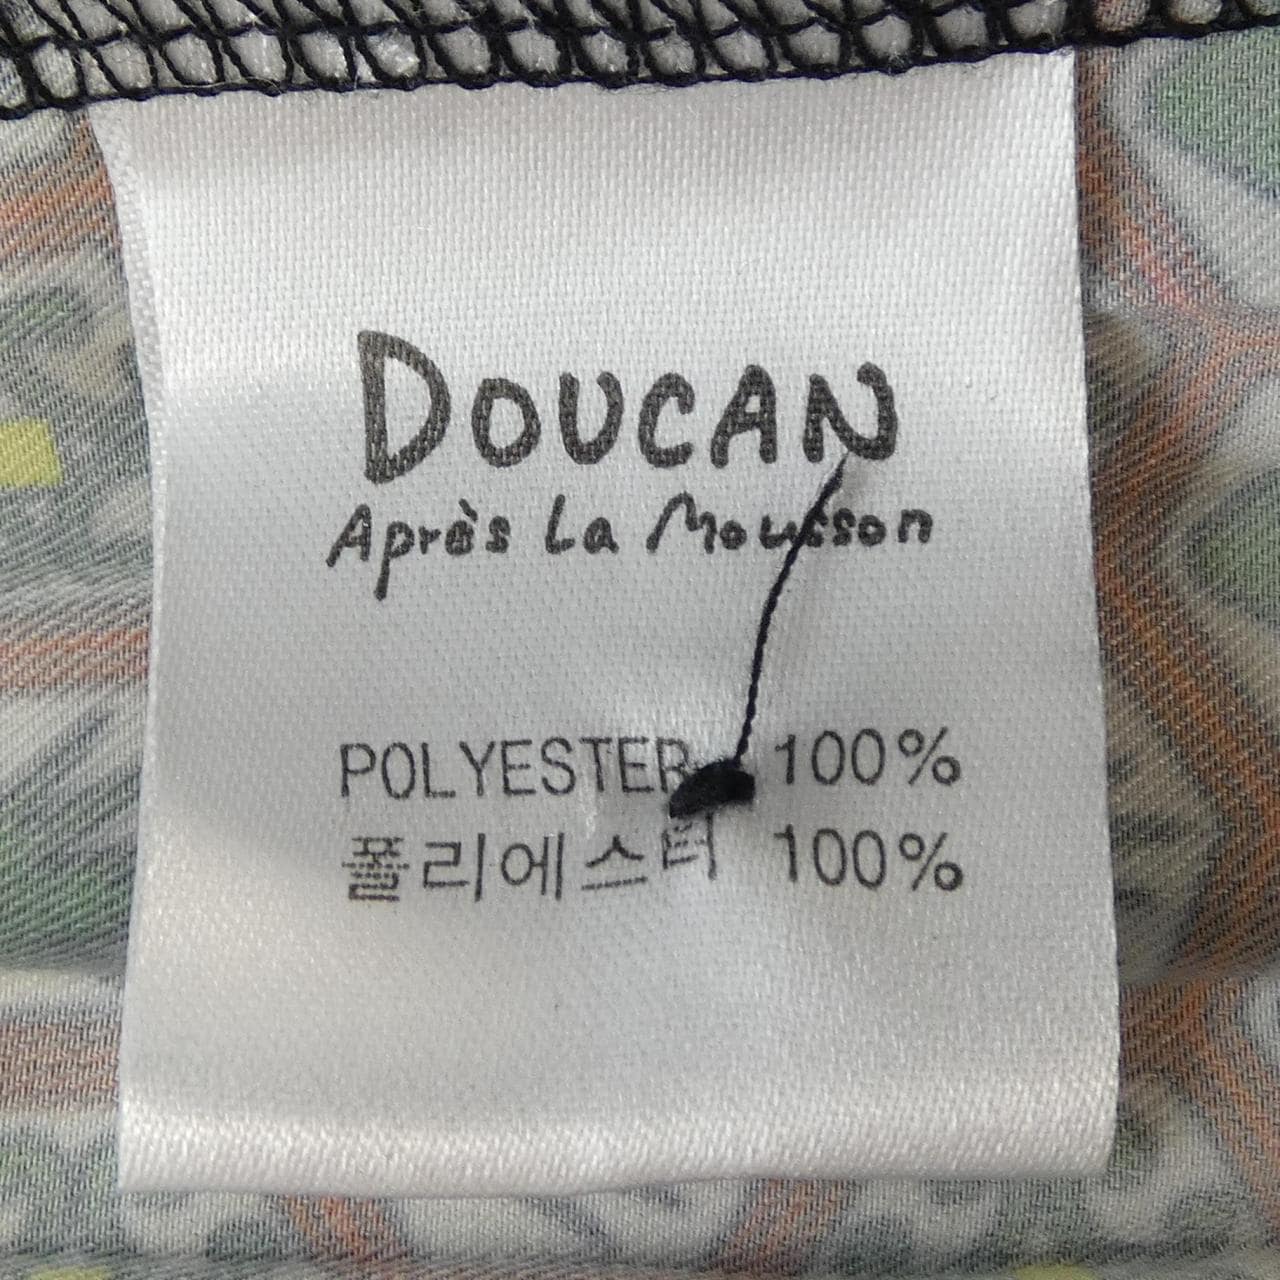 DOUCAN
Après La Mousson
POLYESTER 100%
폴리에스터 100%